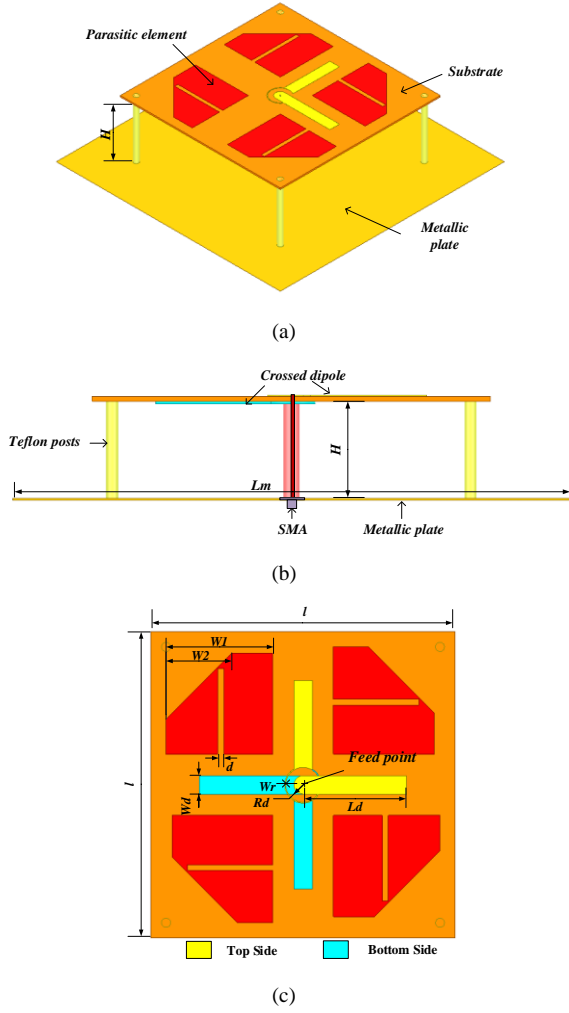 Parasitic element
Substrate
H
Metallic
plate
(a)
Crossed dipole
Teflon posts
H
Lm
SMA
Metallic plate
(b)
l
W1
W2
l
d
Feed point
Wr
Wd
Rd
Ld
Top Side
Bottom Side
(c)